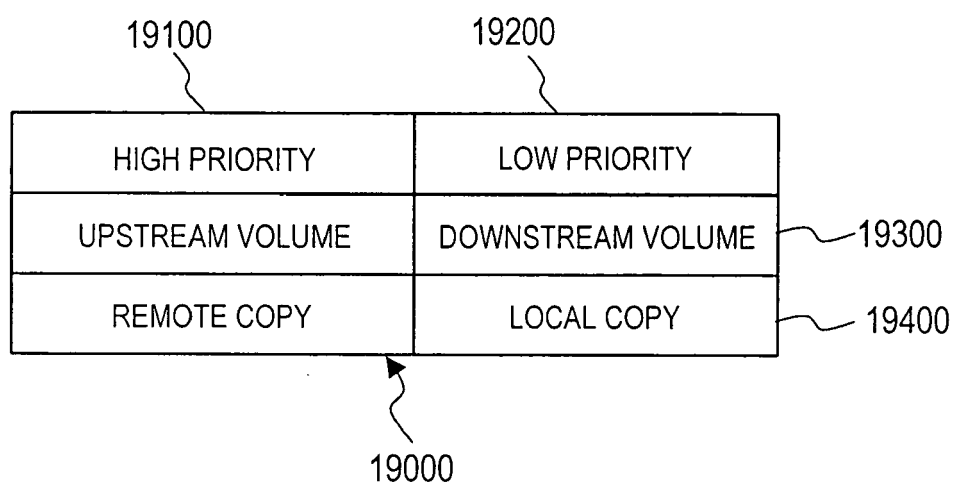 19100 19200
HIGH PRIORITY LOW PRIORITY
UPSTREAM VOLUME DOWNSTREAM VOLUME 19300
REMOTE COPY LOCAL COPY 19400
19000